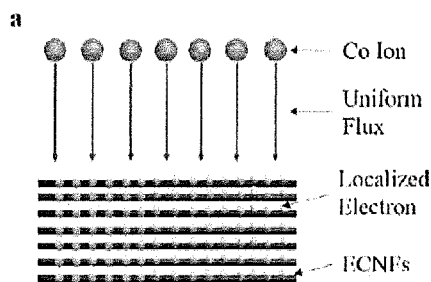 a
Co Ion
Uniform
Flux
Localized
Electron
ECNFs